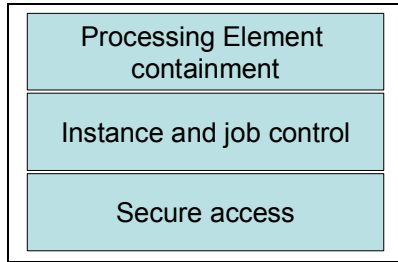 Processing Element
containment
Instance and job control
Secure access